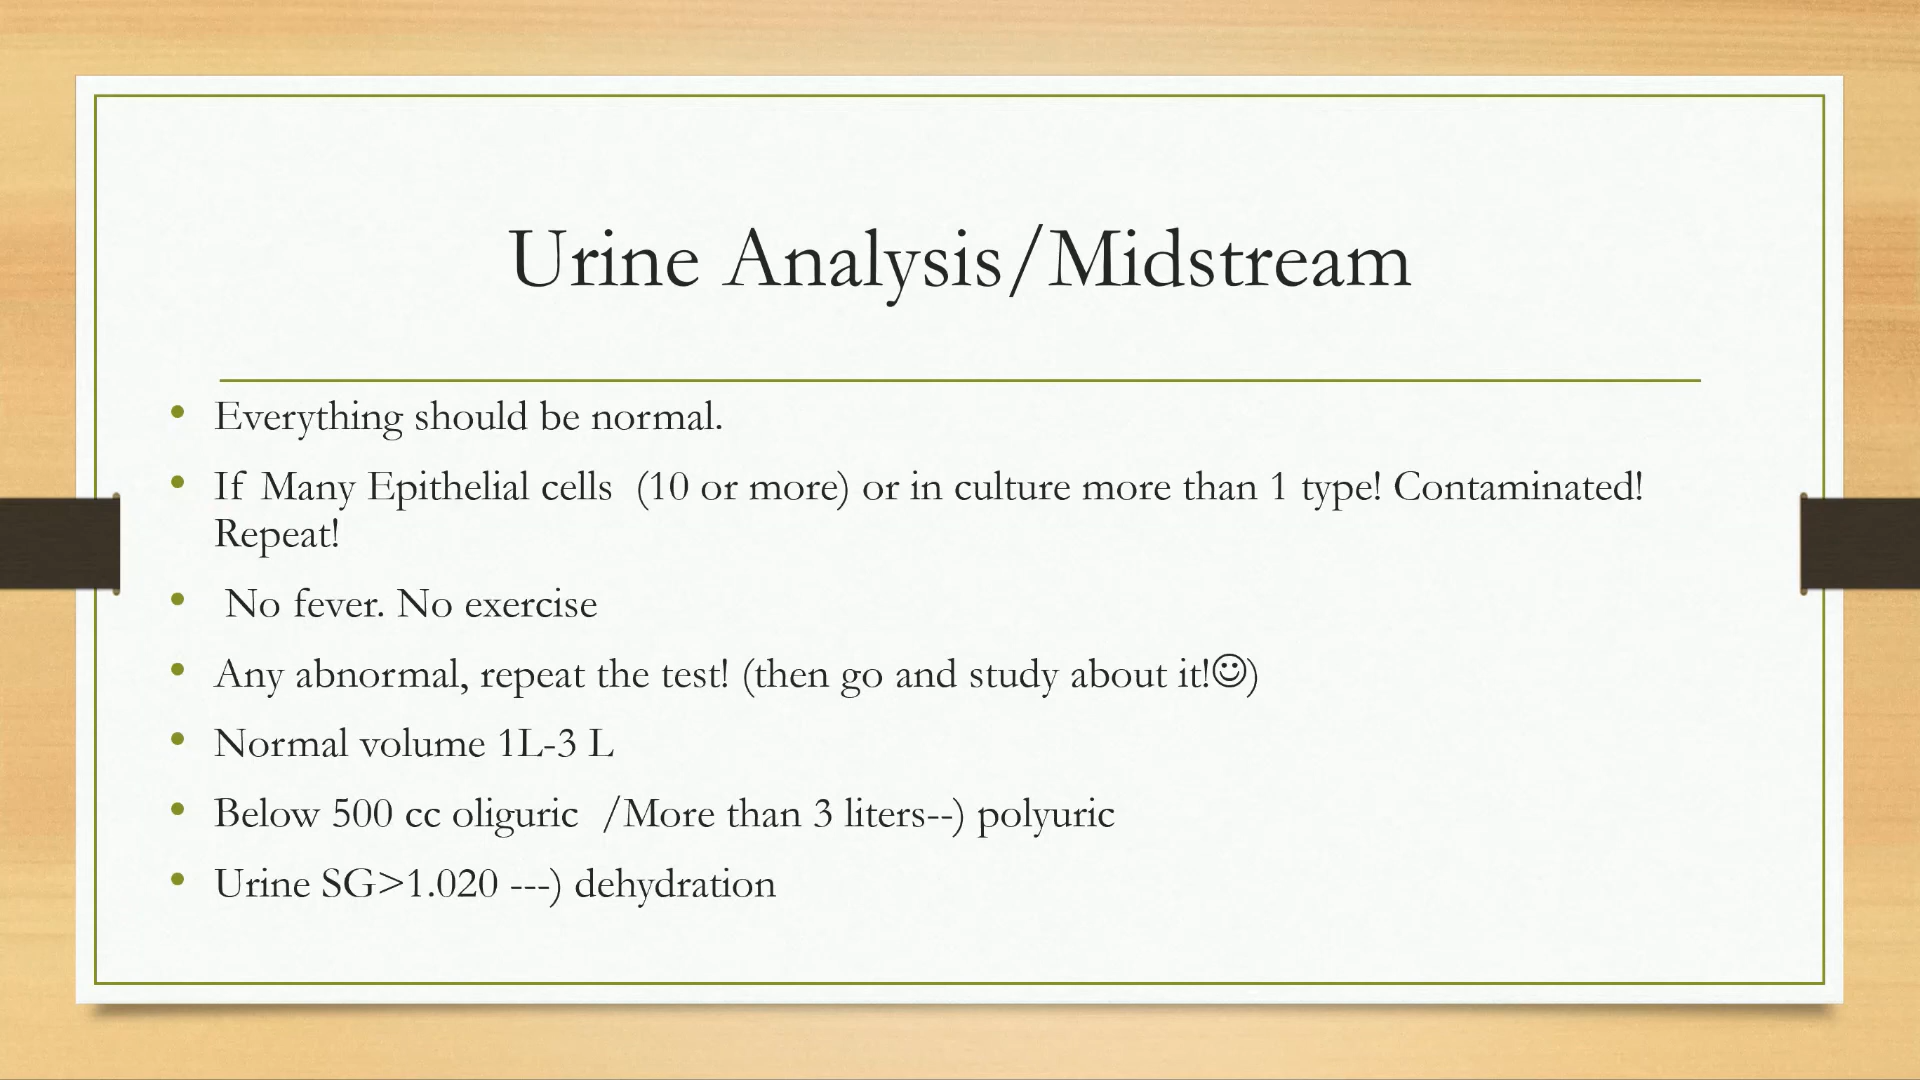 Urine Analysis/Midstream
• Everything should be normal.
• If Many Epithelial cells (10 or more) or in culture more than 1 type! Contaminated!
Repeat!
• No fever. No exercise
• Any abnormal, repeat the test! (then go and study about it!☺)
• Normal volume 1L-3 L
• Below 500 cc oliguric /More than 3 liters--) polyuric
• Urine SG>1.020 ---) dehydration